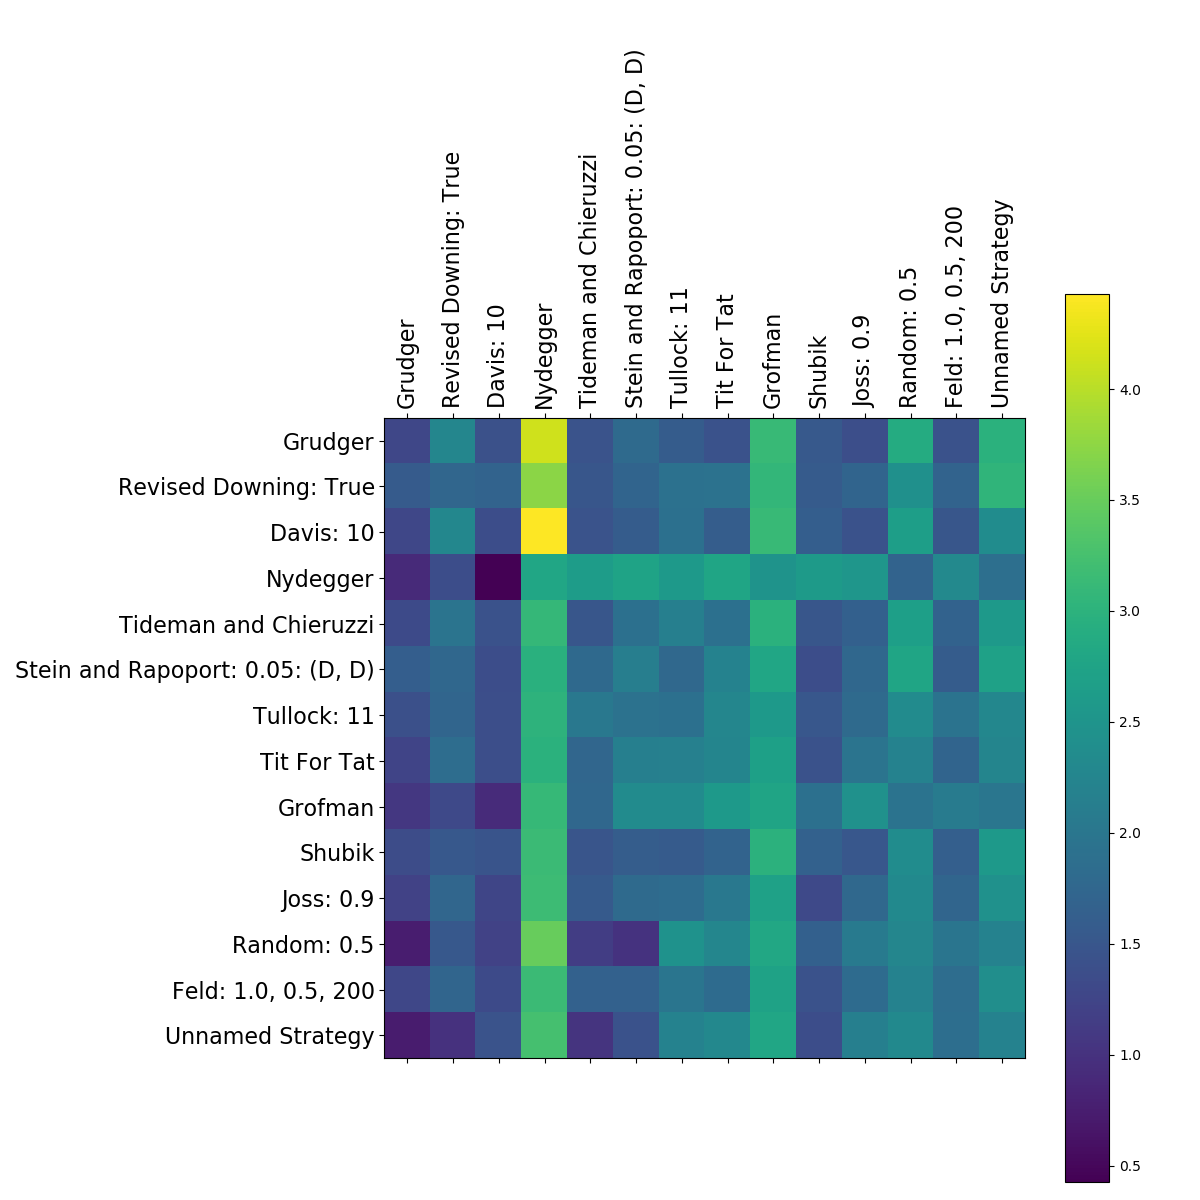 Grudger
Revised Downing: True
Davis: 10
Nydegger
Tideman and Chieruzzi
Stein and Rapoport: 0.05: (D, D)
Tullock: 11
Tit For Tat
Grofman
Shubik
Joss: 0.9
Random: 0.5
Feld: 1.0, 0.5, 200
Unnamed Strategy
Grudger
Revised Downing: True
Davis: 10
Nydegger
Tideman and Chieruzzi
Stein and Rapoport: 0.05: (D, D)
Tullock: 11
Tit For Tat
Grofman
Shubik
Joss: 0.9
Random: 0.5
Feld: 1.0, 0.5, 200
Unnamed Strategy
4.0
3.5
3.0
2.5
2.0
1.5
1.0
0.5